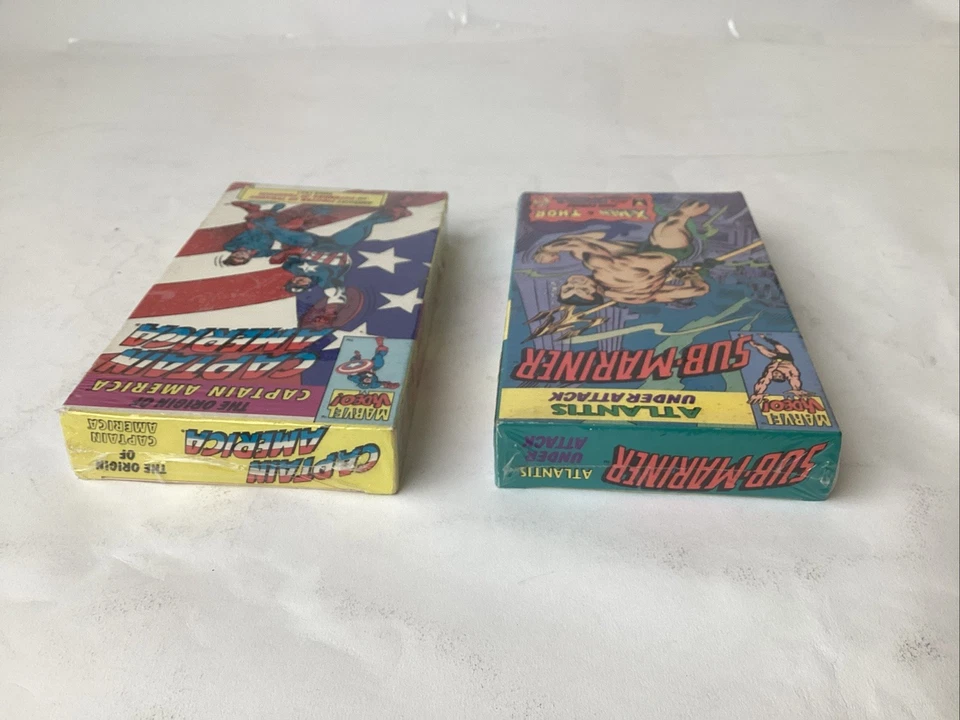 CAPTAIN
AMERICA
CAPTAIN AMERICA
THE ORIGIN OF
MARVEL
VIDEO!
CAPTAIN
AMERICA
THE ORIGIN
OF
CAPTAIN
AMERICA
X-MEN • THOR
SUB-MARINER
ATLANTIS
UNDER ATTACK
MARVEL
VIDEO!
SUB-MARINER
ATLANTIS
UNDER
ATTACK